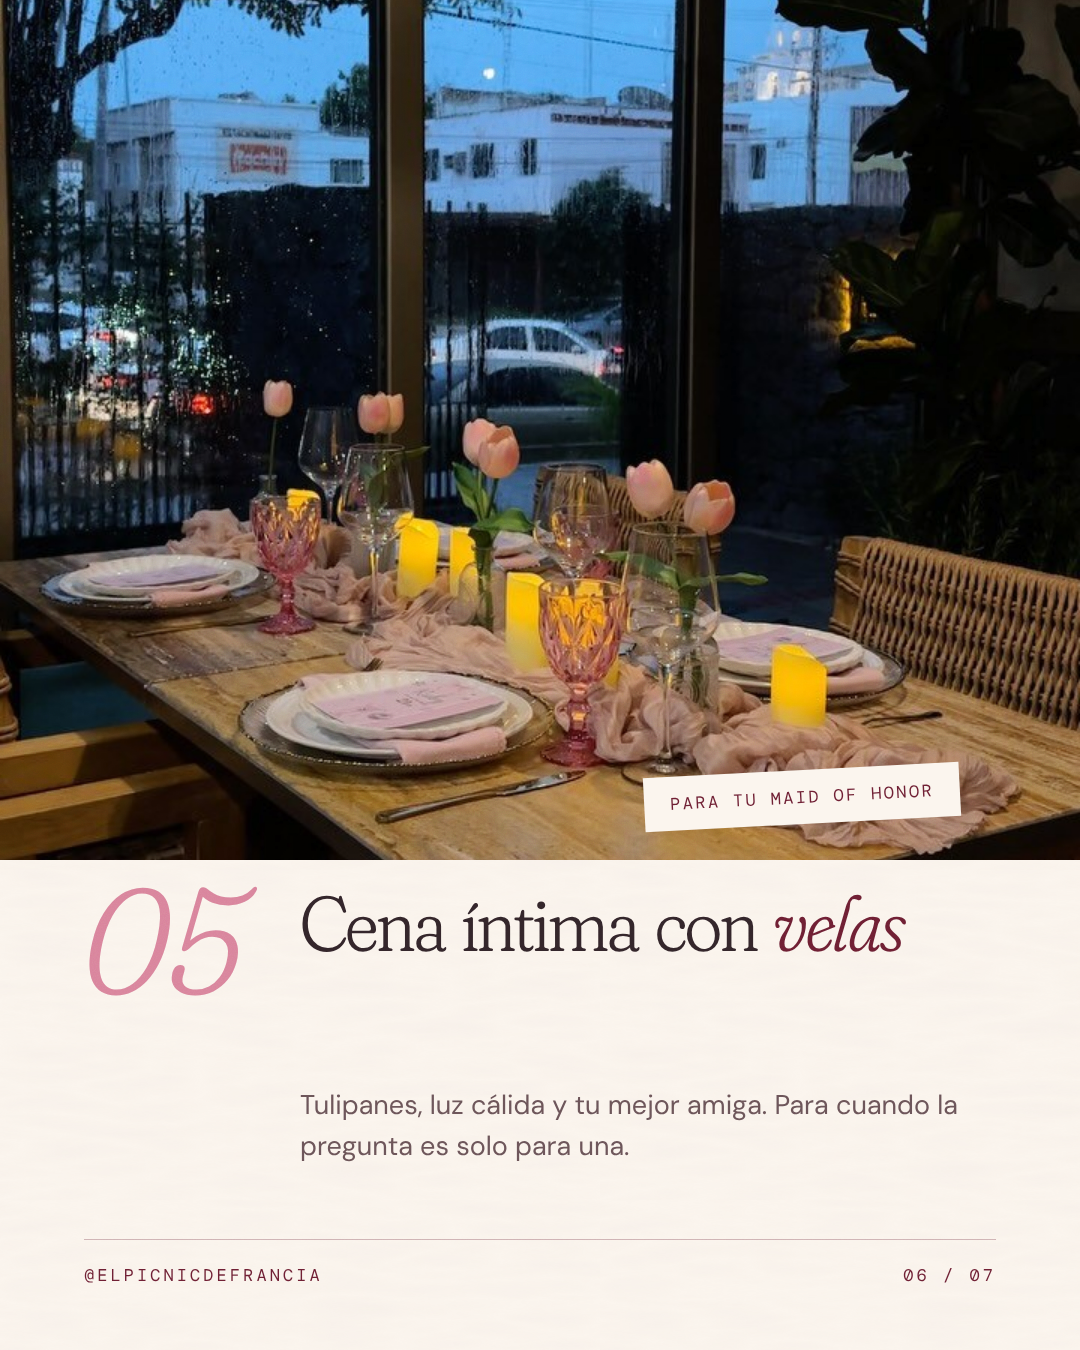 PARA TU MAID OF HONOR
05
Cena íntima con velas
Tulipanes, luz cálida y tu mejor amiga. Para cuando la
pregunta es solo para una.
@ELPICNICDEFRANCIA
06 / 07